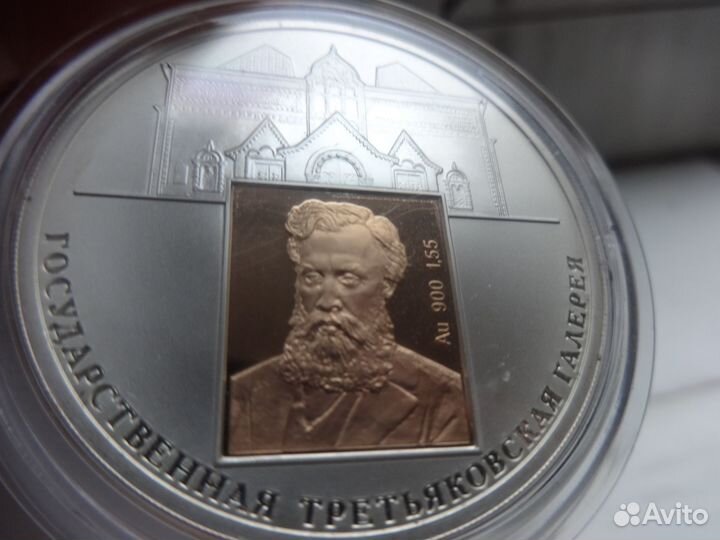 Au 900 1,55
ГОСУДАРСТВЕННАЯ ТРЕТЬЯКОВСКАЯ ГАЛЕРЕЯ
Avito